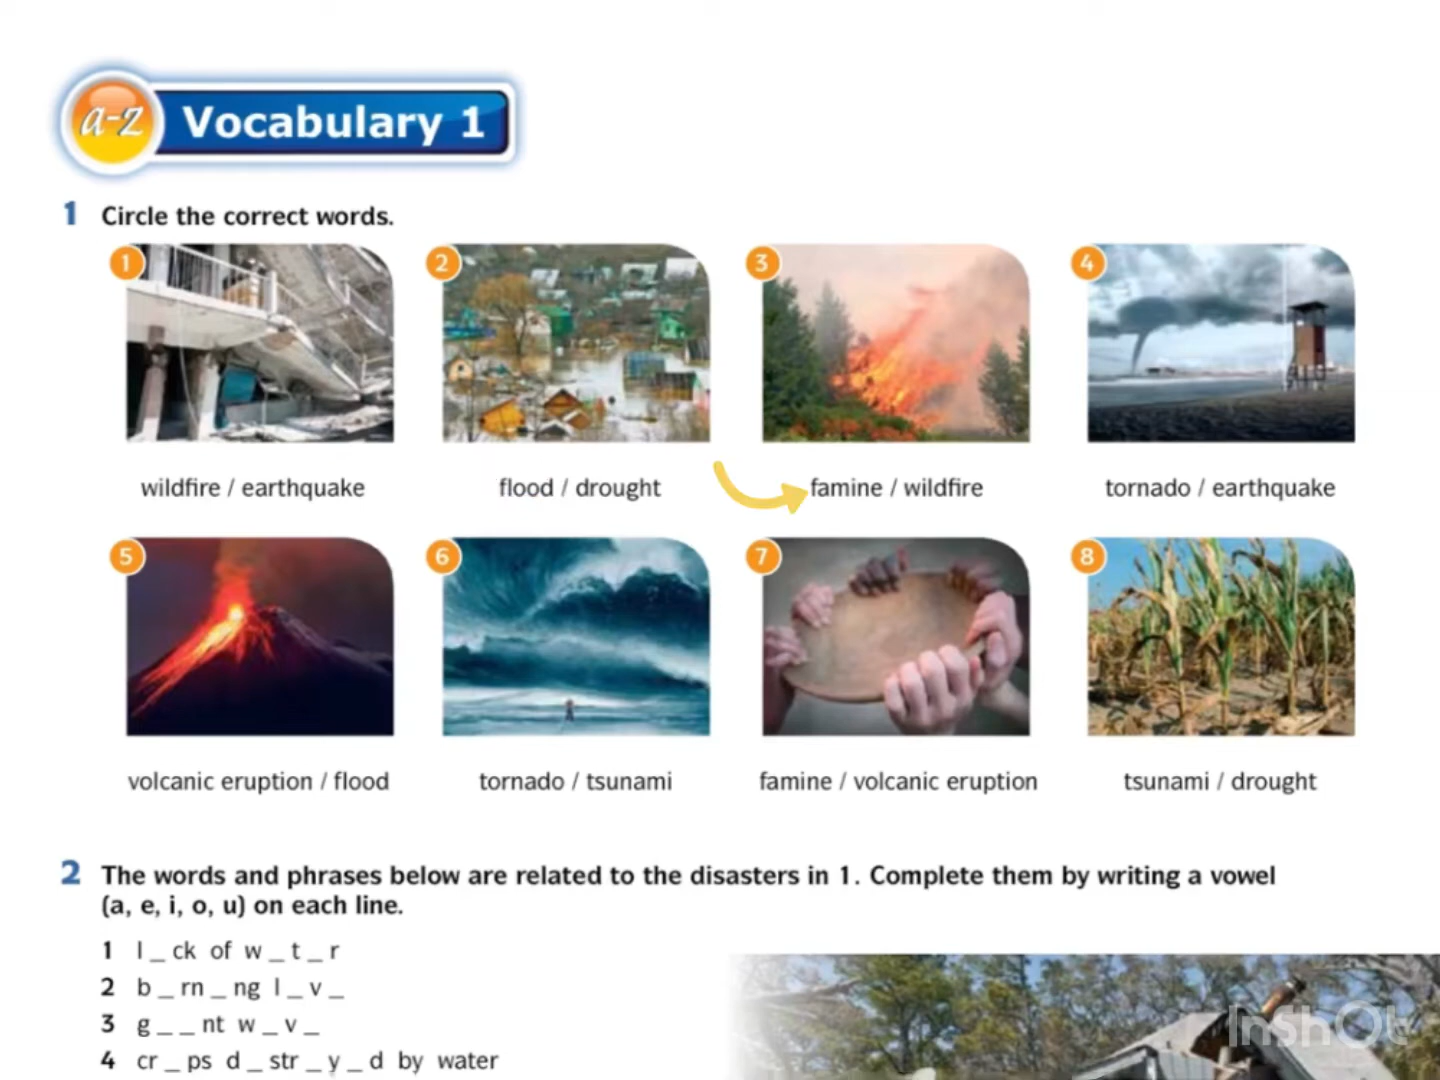 a-z Vocabulary 1
1 Circle the correct words.
1 2 3 4
wildfire / earthquake flood / drought famine / wildfire tornado / earthquake
5 6 7 8
volcanic eruption / flood tornado / tsunami famine / volcanic eruption tsunami / drought
2 The words and phrases below are related to the disasters in 1. Complete them by writing a vowel
(a, e, i, o, u) on each line.
1 l _ ck of w _ t _ r
2 b _ rn _ ng l _ v _
3 g _ _ nt w _ v _
4 cr _ ps d _ str _ y _ d by water
InShOt